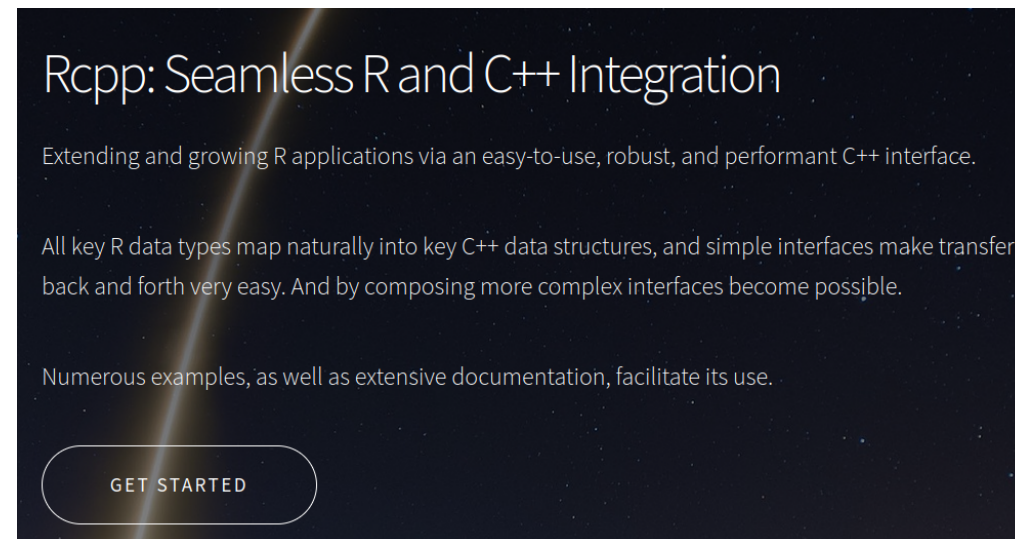 Rcpp: Seamless R and C++ Integration
Extending and growing R applications via an easy-to-use, robust, and performant C++ interface.
All key R data types map naturally into key C++ data structures, and simple interfaces make transfer
back and forth very easy. And by composing more complex interfaces become possible.
Numerous examples, as well as extensive documentation, facilitate its use.
GET STARTED